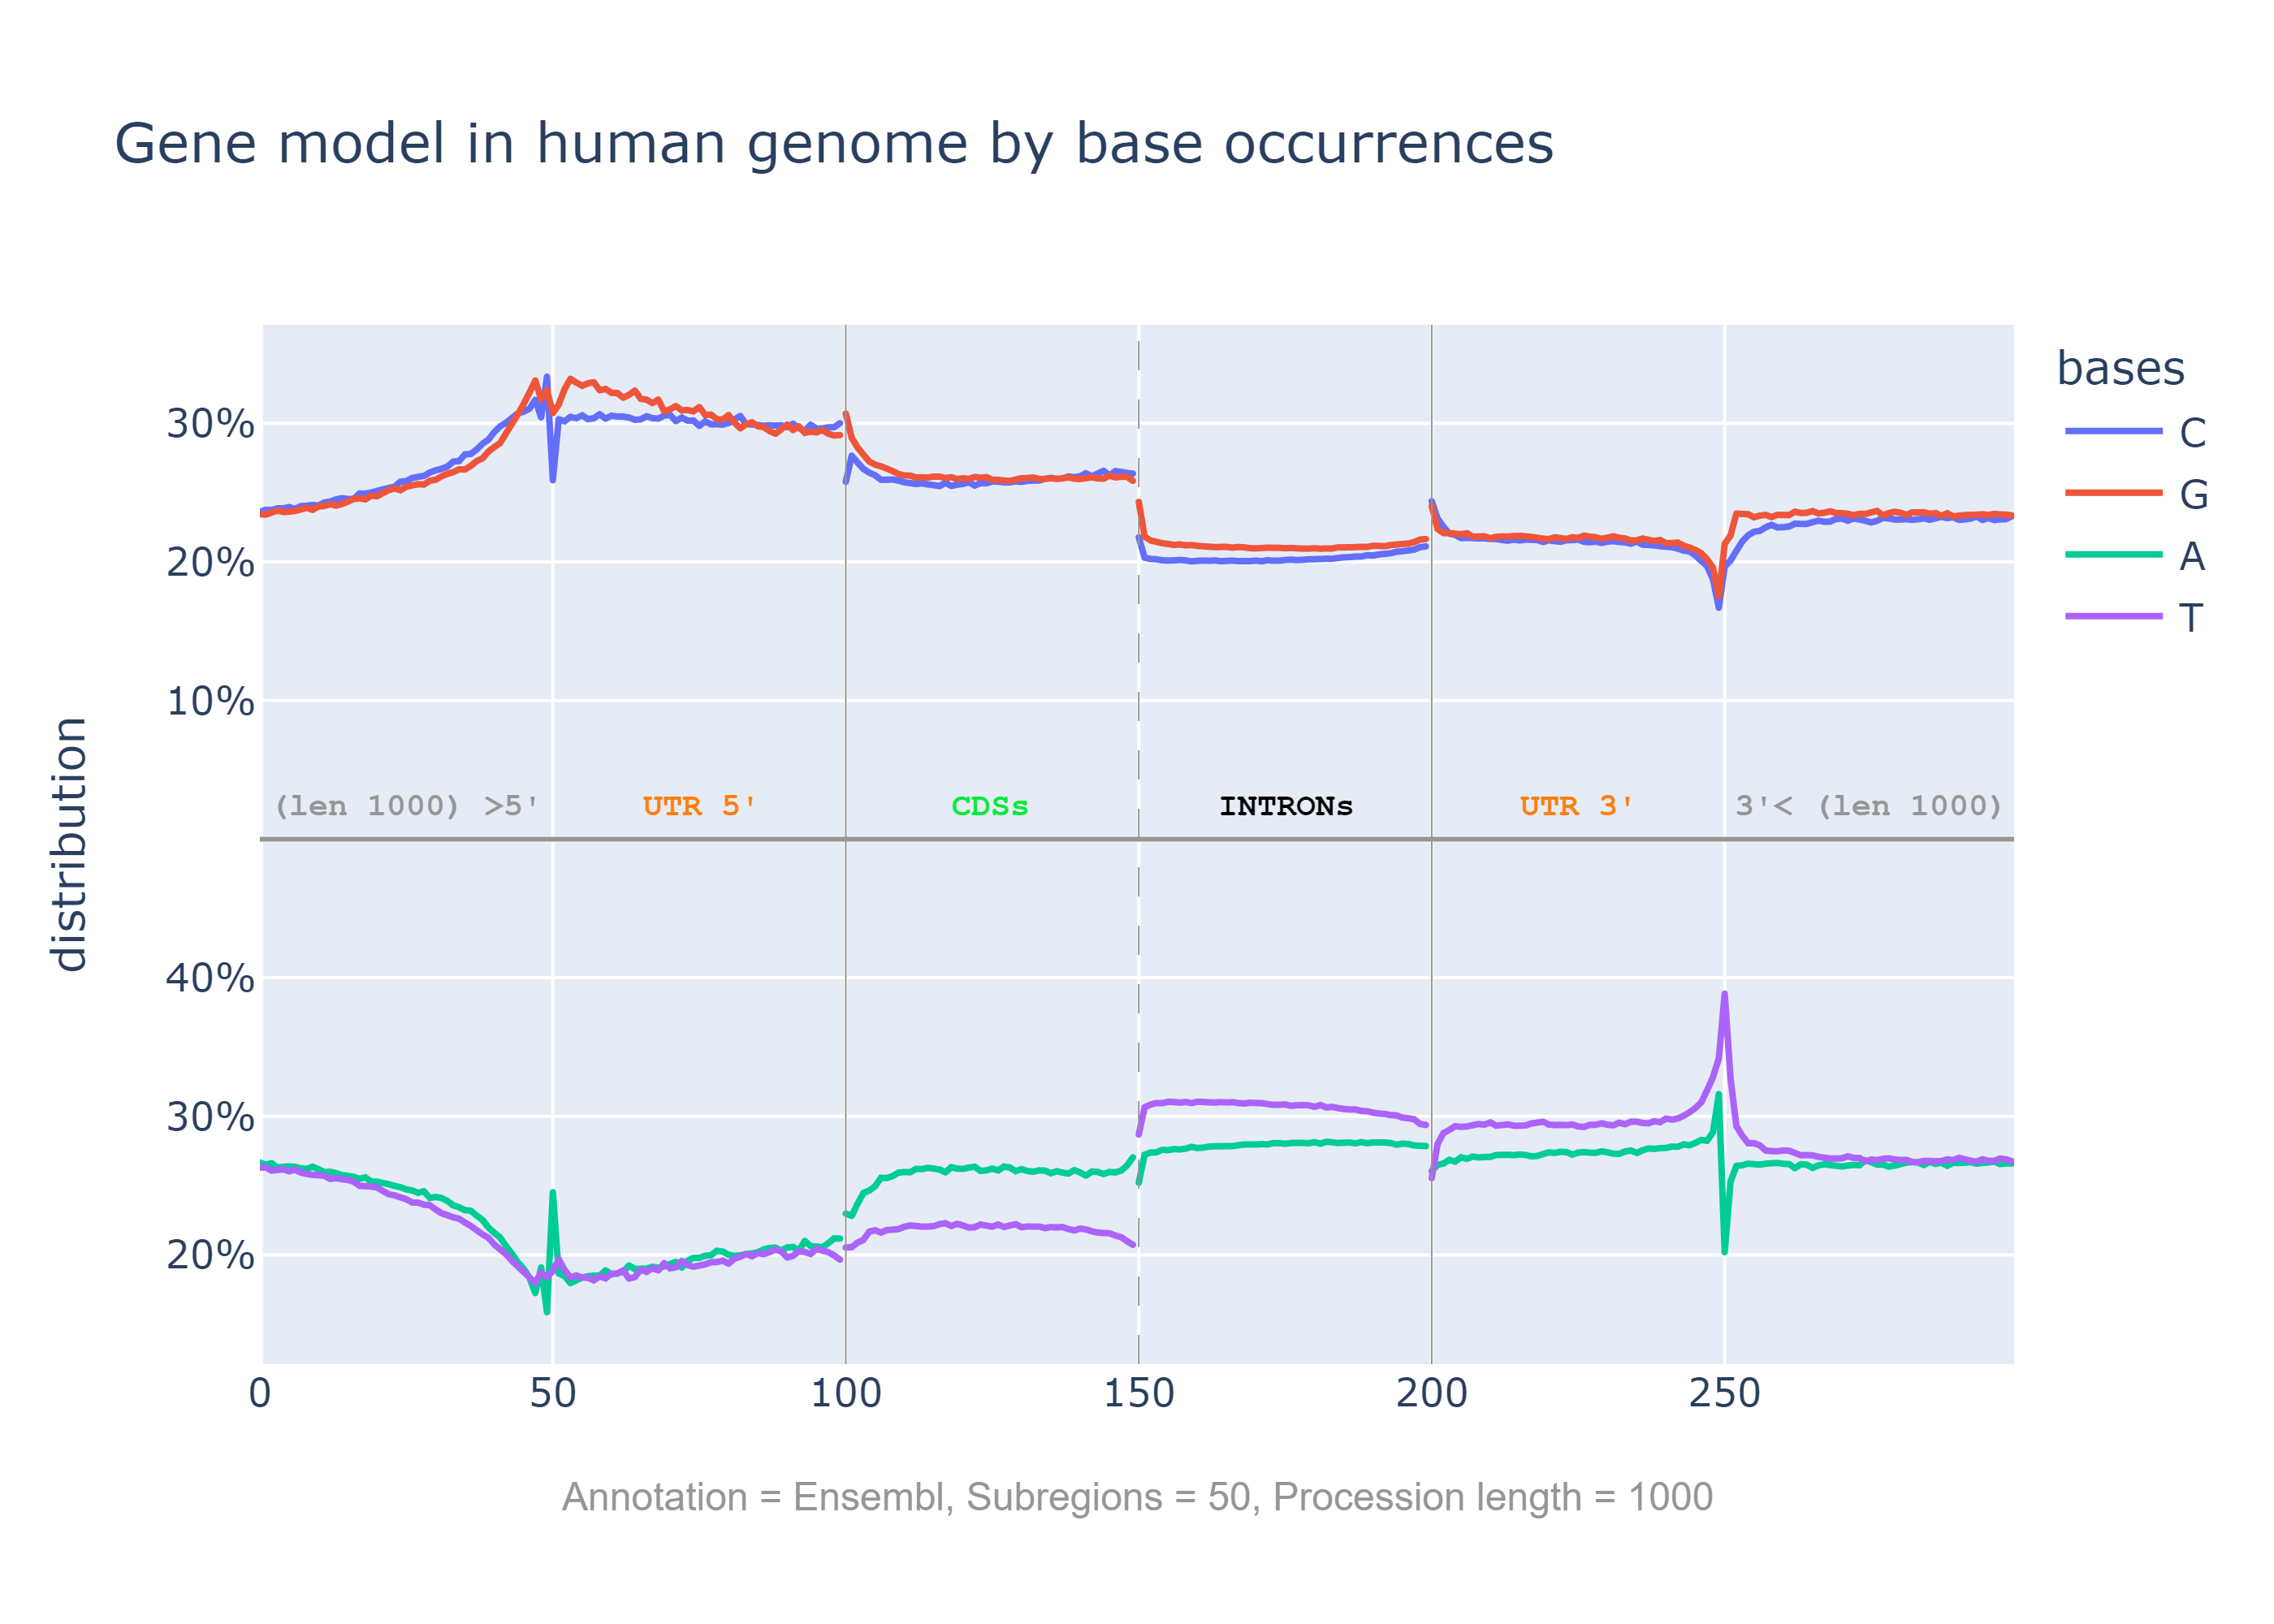 Gene model in human genome by base occurrences
bases
C
G
A
T
30%
20%
10%
(len 1000) >5' UTR 5' CDSs INTRONs UTR 3' 3'< (len 1000)
distribution
40%
30%
20%
0 50 100 150 200 250
Annotation = Ensembl, Subregions = 50, Procession length = 1000